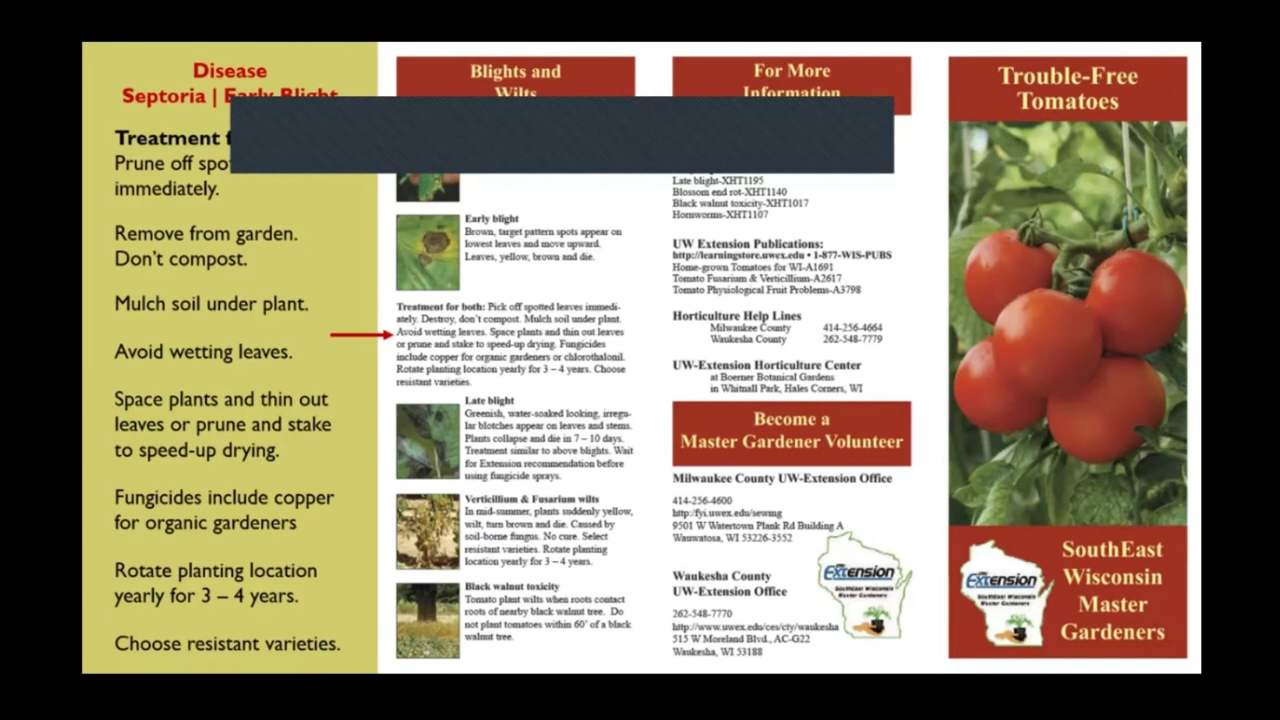 Disease
Septoria | Early Blight
Treatment
Prune off
immediately.
Remove from garden.
Don't compost.
Mulch soil under plant.
Avoid wetting leaves.
Space plants and thin out
leaves or prune and stake
to speed-up drying.
Fungicides include copper
for organic gardeners
Rotate planting location
yearly for 3 – 4 years.
Choose resistant varieties.
Blights and
Wilts
Early blight
Brown, target pattern spots appear on
lowest leaves and move upward.
Leaves, yellow, brown and die.
Treatment for both: Pick off spotted leaves immedi-
ately. Destroy, don't compost. Mulch soil under plant.
Avoid wetting leaves. Space plants and thin out leaves
or prune and stake to speed-up drying. Fungicides
include copper for organic gardeners or chlorothalonil.
Rotate planting location yearly for 3 – 4 years. Choose
resistant varieties.
Late blight
Greenish, water-soaked looking, irregu-
lar blotches appear on leaves and stems.
Plants collapse and die in 7 – 10 days.
Treatment similar to above blights. Wait
for Extension recommendation before
using fungicide sprays.
Verticillium & Fusarium wilts
In mid-summer, plants suddenly yellow,
wilt, turn brown and die. Caused by
soil-borne fungus. No cure. Select
resistant varieties. Rotate planting
location yearly for 3 – 4 years.
Black walnut toxicity
Tomato plant wilts when roots contact
roots of nearby black walnut tree. Do
not plant tomatoes within 60' of a black
walnut tree.
For More
Information
Late blight-XHT1195
Blossom end rot-XHT1140
Black walnut toxicity-XHT1017
Hornworms-XHT1107
UW Extension Publications:
http://learningstore.uwex.edu • 1-877-WIS-PUBS
Home-grown Tomatoes for WI-A1691
Tomato Fusarium & Verticillium-A2617
Tomato Physiological Fruit Problems-A3798
Horticulture Help Lines
Milwaukee County 414-256-4664
Waukesha County 262-548-7779
UW-Extension Horticulture Center
at Boerner Botanical Gardens
in Whitnall Park, Hales Corners, WI
Become a
Master Gardener Volunteer
Milwaukee County UW-Extension Office
414-256-4600
http:/fyi.uwex.edu/sewmg
9501 W Watertown Plank Rd Building A
Wauwatosa, WI 53226-3552
Waukesha County
UW-Extension Office
262-548-7770
http://www.uwex.edu/ces/cty/waukesha
515 W Moreland Blvd., AC-G22
Waukesha, WI 53188
Extension
SouthEast Wisconsin
Master Gardeners
Trouble-Free
Tomatoes
Extension
SouthEast Wisconsin
Master Gardeners
SouthEast
Wisconsin
Master
Gardeners